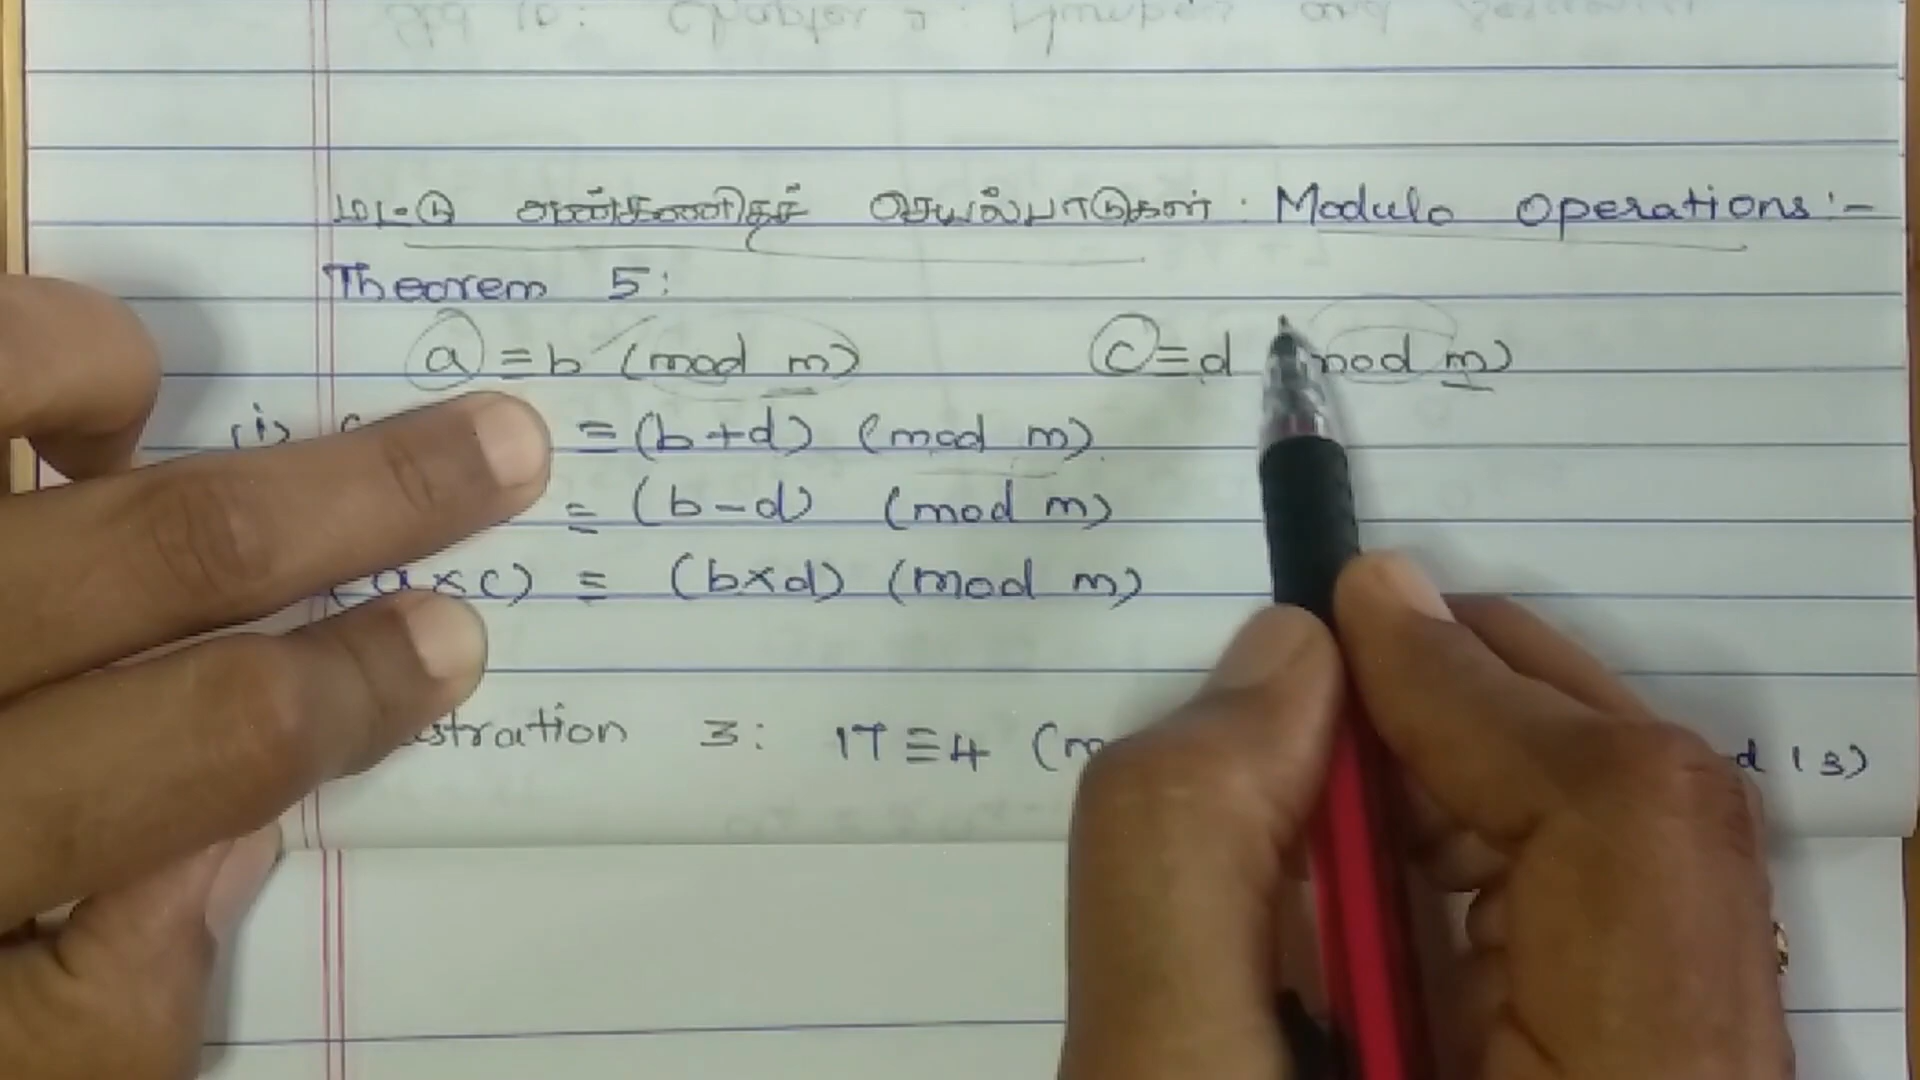 மட்டு எண்கணிதச் செயல்பாடுகள் : Modulo Operations :-
Theorem 5:
a ≡ b (mod m) c ≡ d mod m)
(i) ≡ (b+d) (mod m).
≡ (b-d) (mod m)
(a×c) ≡ (b×d) (mod m)
stration 3: 17 ≡ 4 (m d 13)